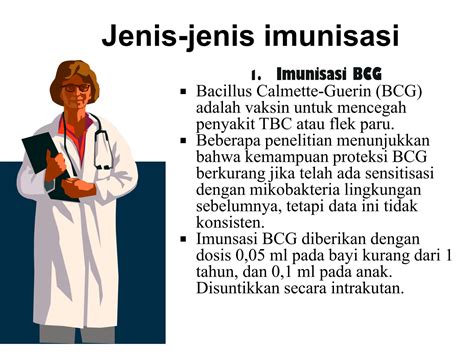 Jenis-jenis imunisasi
1. Imunisasi BCG
▪ Bacillus Calmette-Guerin (BCG)
adalah vaksin untuk mencegah
penyakit TBC atau flek paru.
▪ Beberapa penelitian menunjukkan
bahwa kemampuan proteksi BCG
berkurang jika telah ada sensitisasi
dengan mikobakteria lingkungan
sebelumnya, tetapi data ini tidak
konsisten.
▪ Imunsasi BCG diberikan dengan
dosis 0,05 ml pada bayi kurang dari 1
tahun, dan 0,1 ml pada anak.
Disuntikkan secara intrakutan.